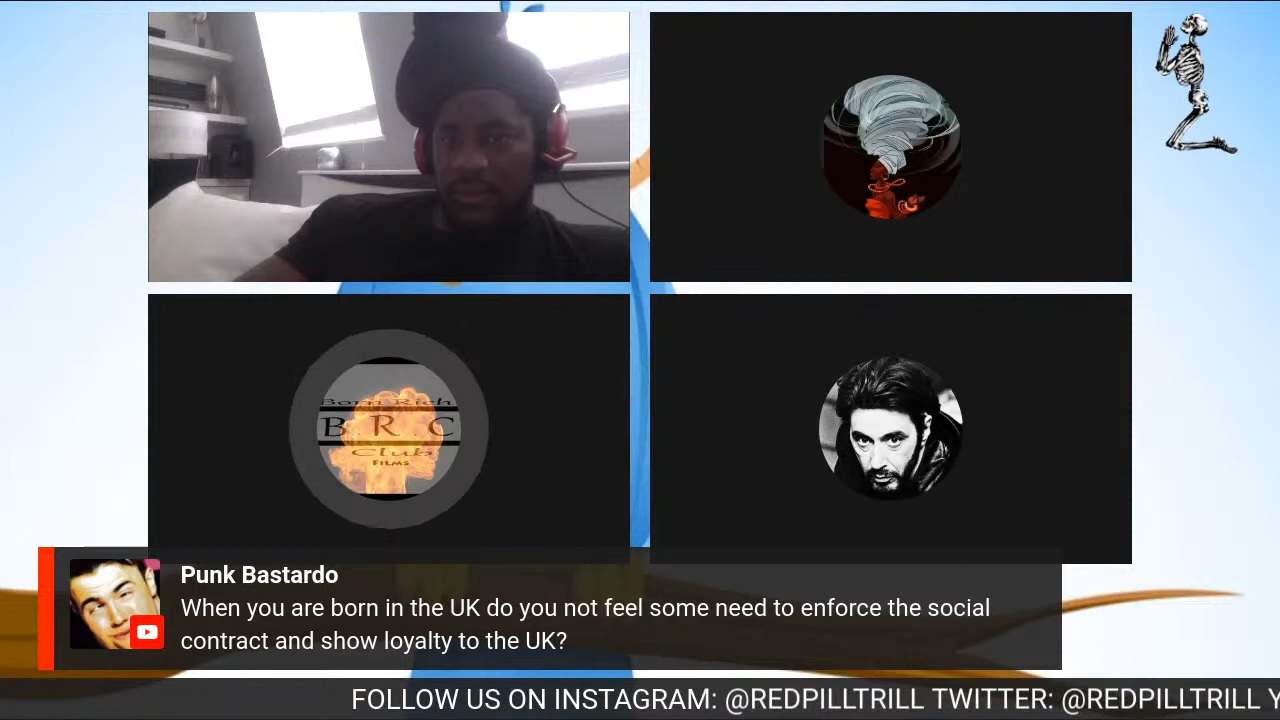 Born Rich
B.R.C
Club
FILMS
Punk Bastardo
When you are born in the UK do you not feel some need to enforce the social
contract and show loyalty to the UK?
FOLLOW US ON INSTAGRAM: @REDPILLTRILL TWITTER: @REDPILLTRILL Y